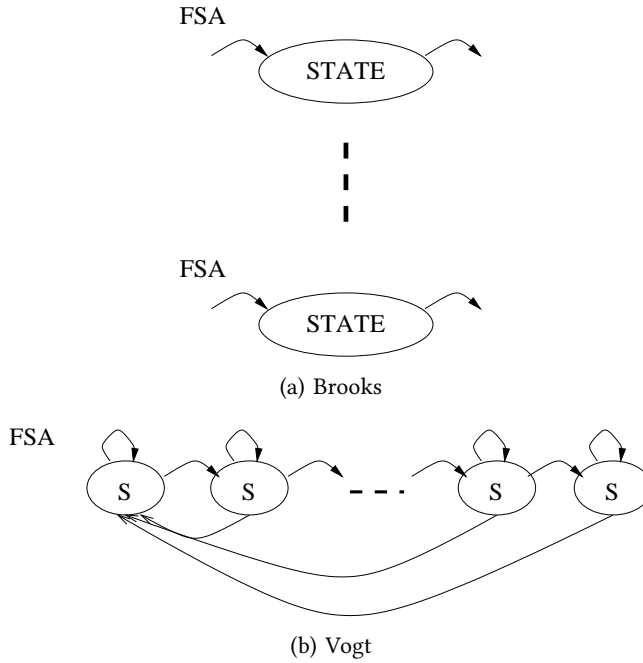 FSA
STATE
FSA
STATE
(a) Brooks
FSA
S S S S
(b) Vogt